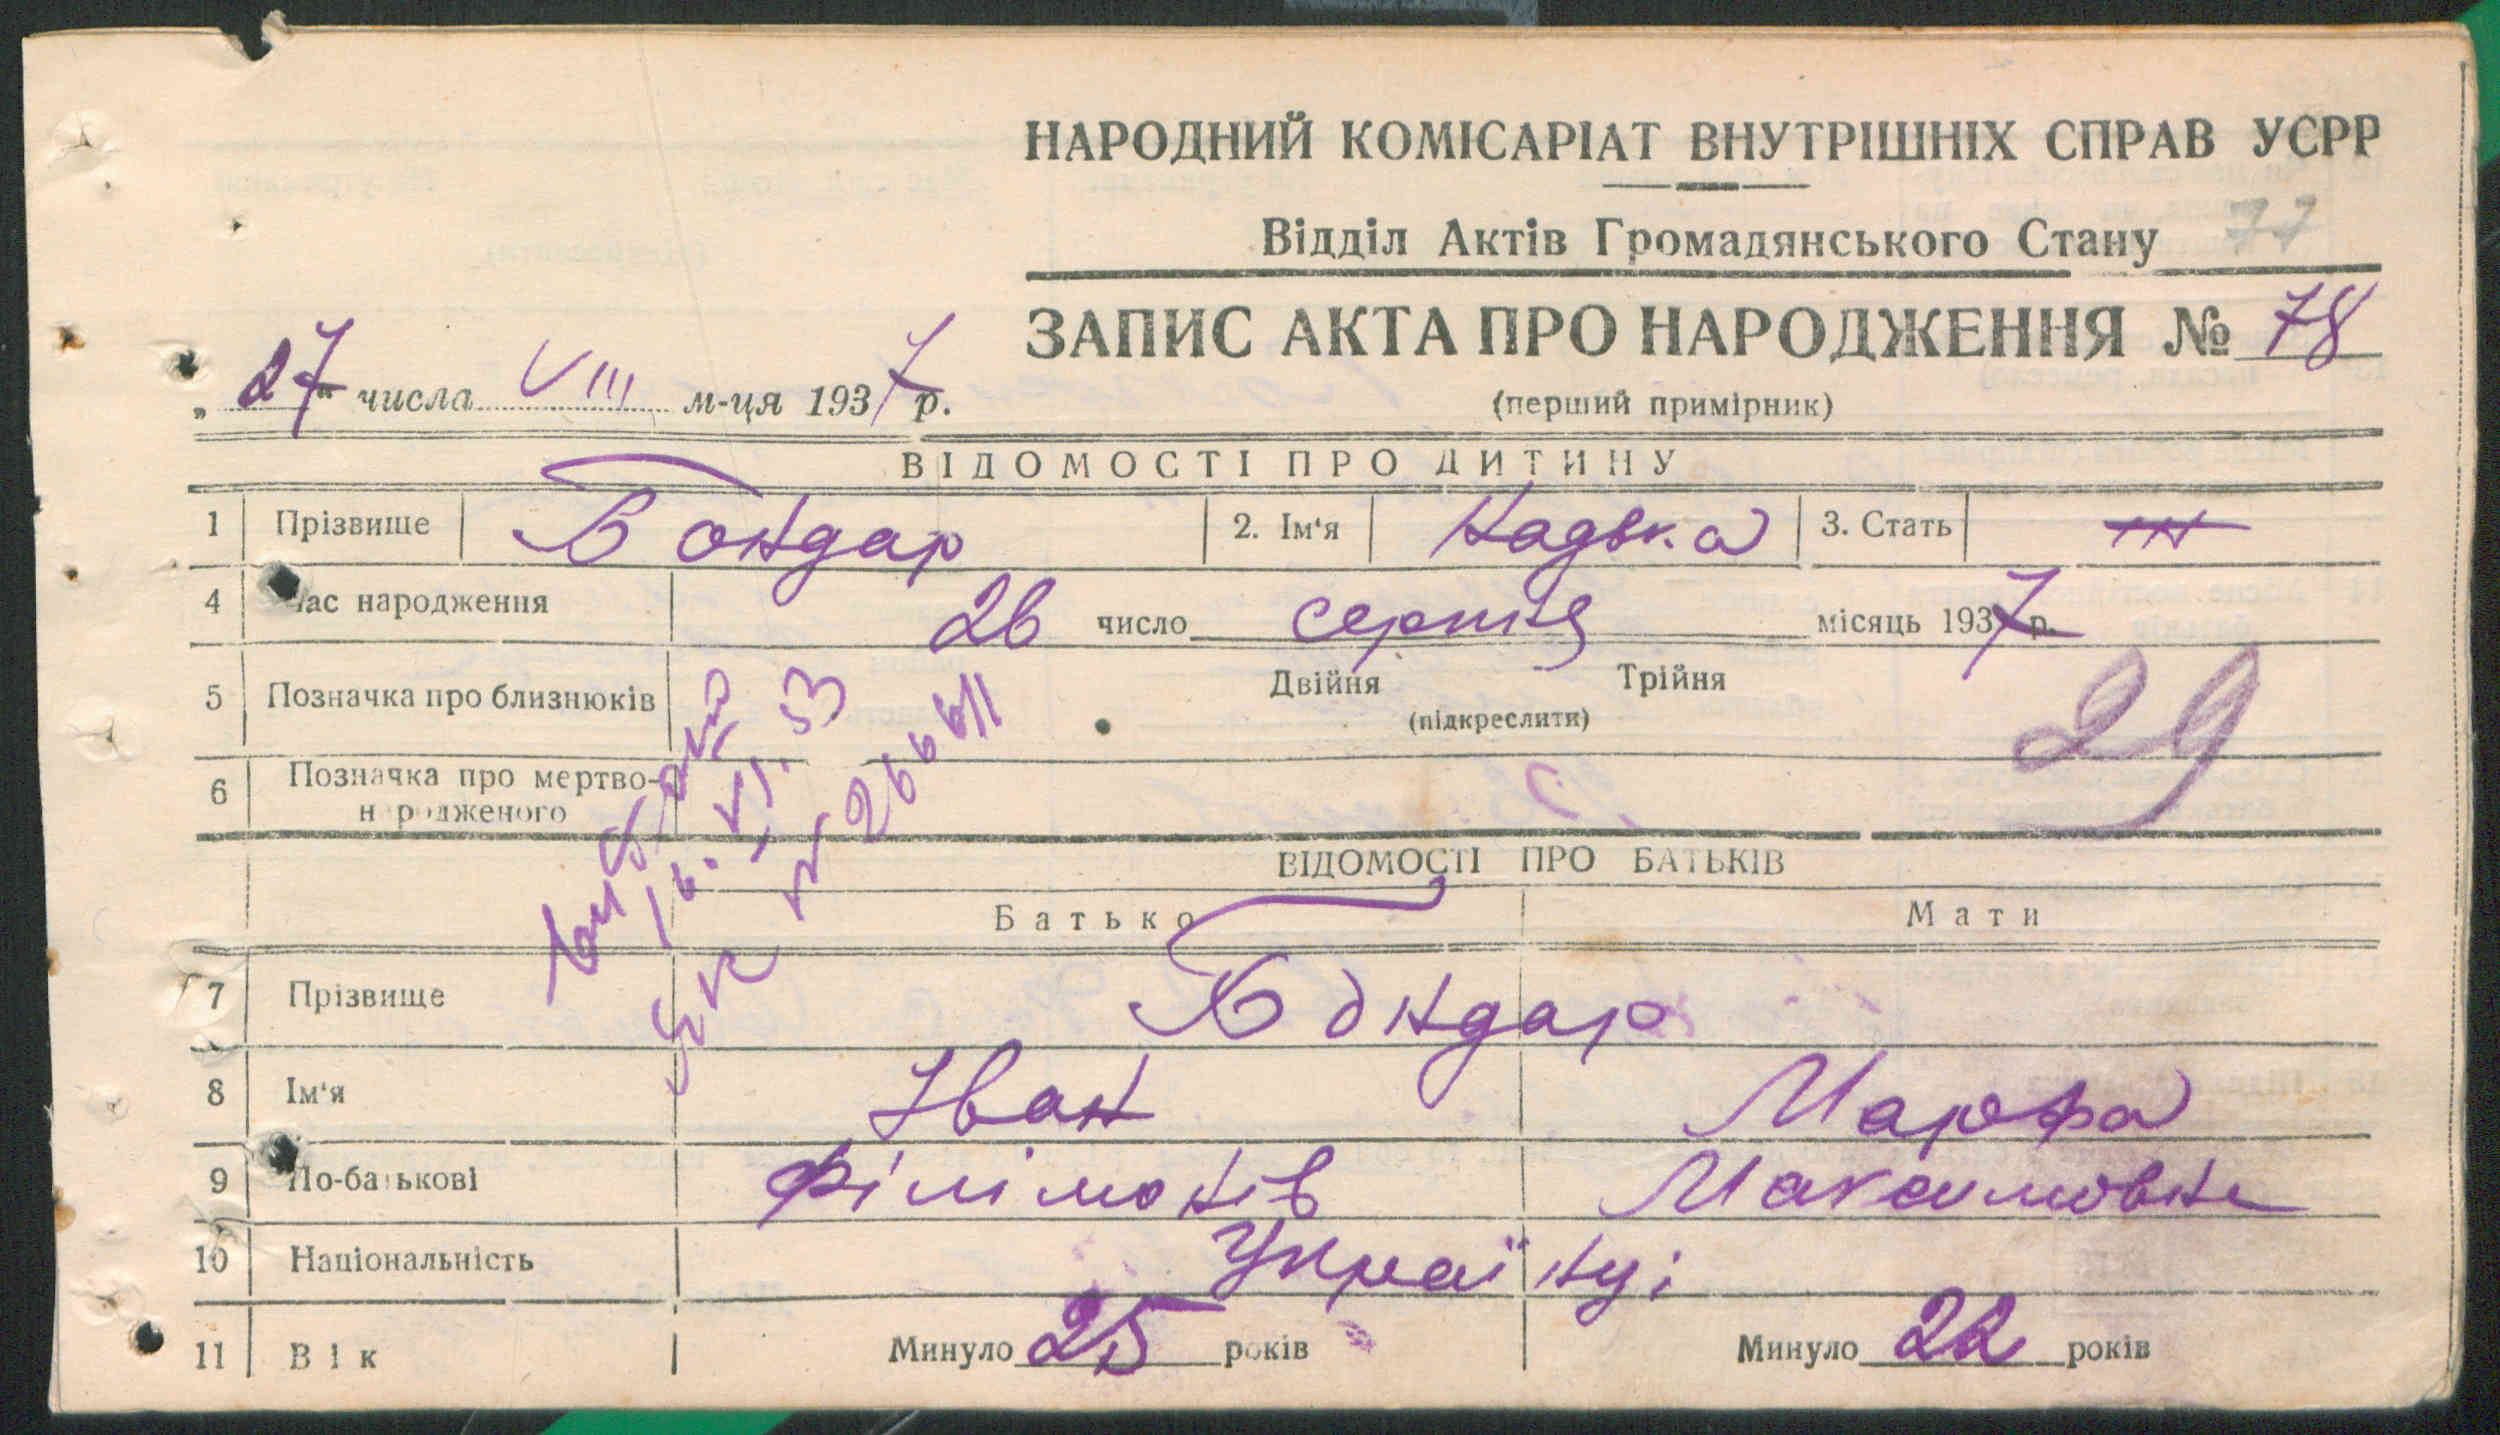 НАРОДНИЙ КОМІСАРІАТ ВНУТРІШНІХ СПРАВ УСРР
Відділ Актів Громадянського Стану 77
ЗАПИС АКТА ПРО НАРОДЖЕННЯ № 78
„27“ числа VIII м-ця 1937 р.
(перший примірник)
ВІДОМОСТІ ПРО ДИТИНУ
1 Прізвище Бондар 2. Ім'я Надька 3. Стать
4 Час народження 26 число серпня місяць 1937 р.
5 Позначка про близнюків Двійня Трійня
(підкреслити)
29
6 Позначка про мертво-
народженого
ВІДОМОСТІ ПРО БАТЬКІВ
Батько Мати
7 Прізвище Бондар
8 Ім'я Іван Марфа
9 По-батькові Філімонів Максимовна
10 Національність Українці
11 Вік Минуло 25 років Минуло 22 років